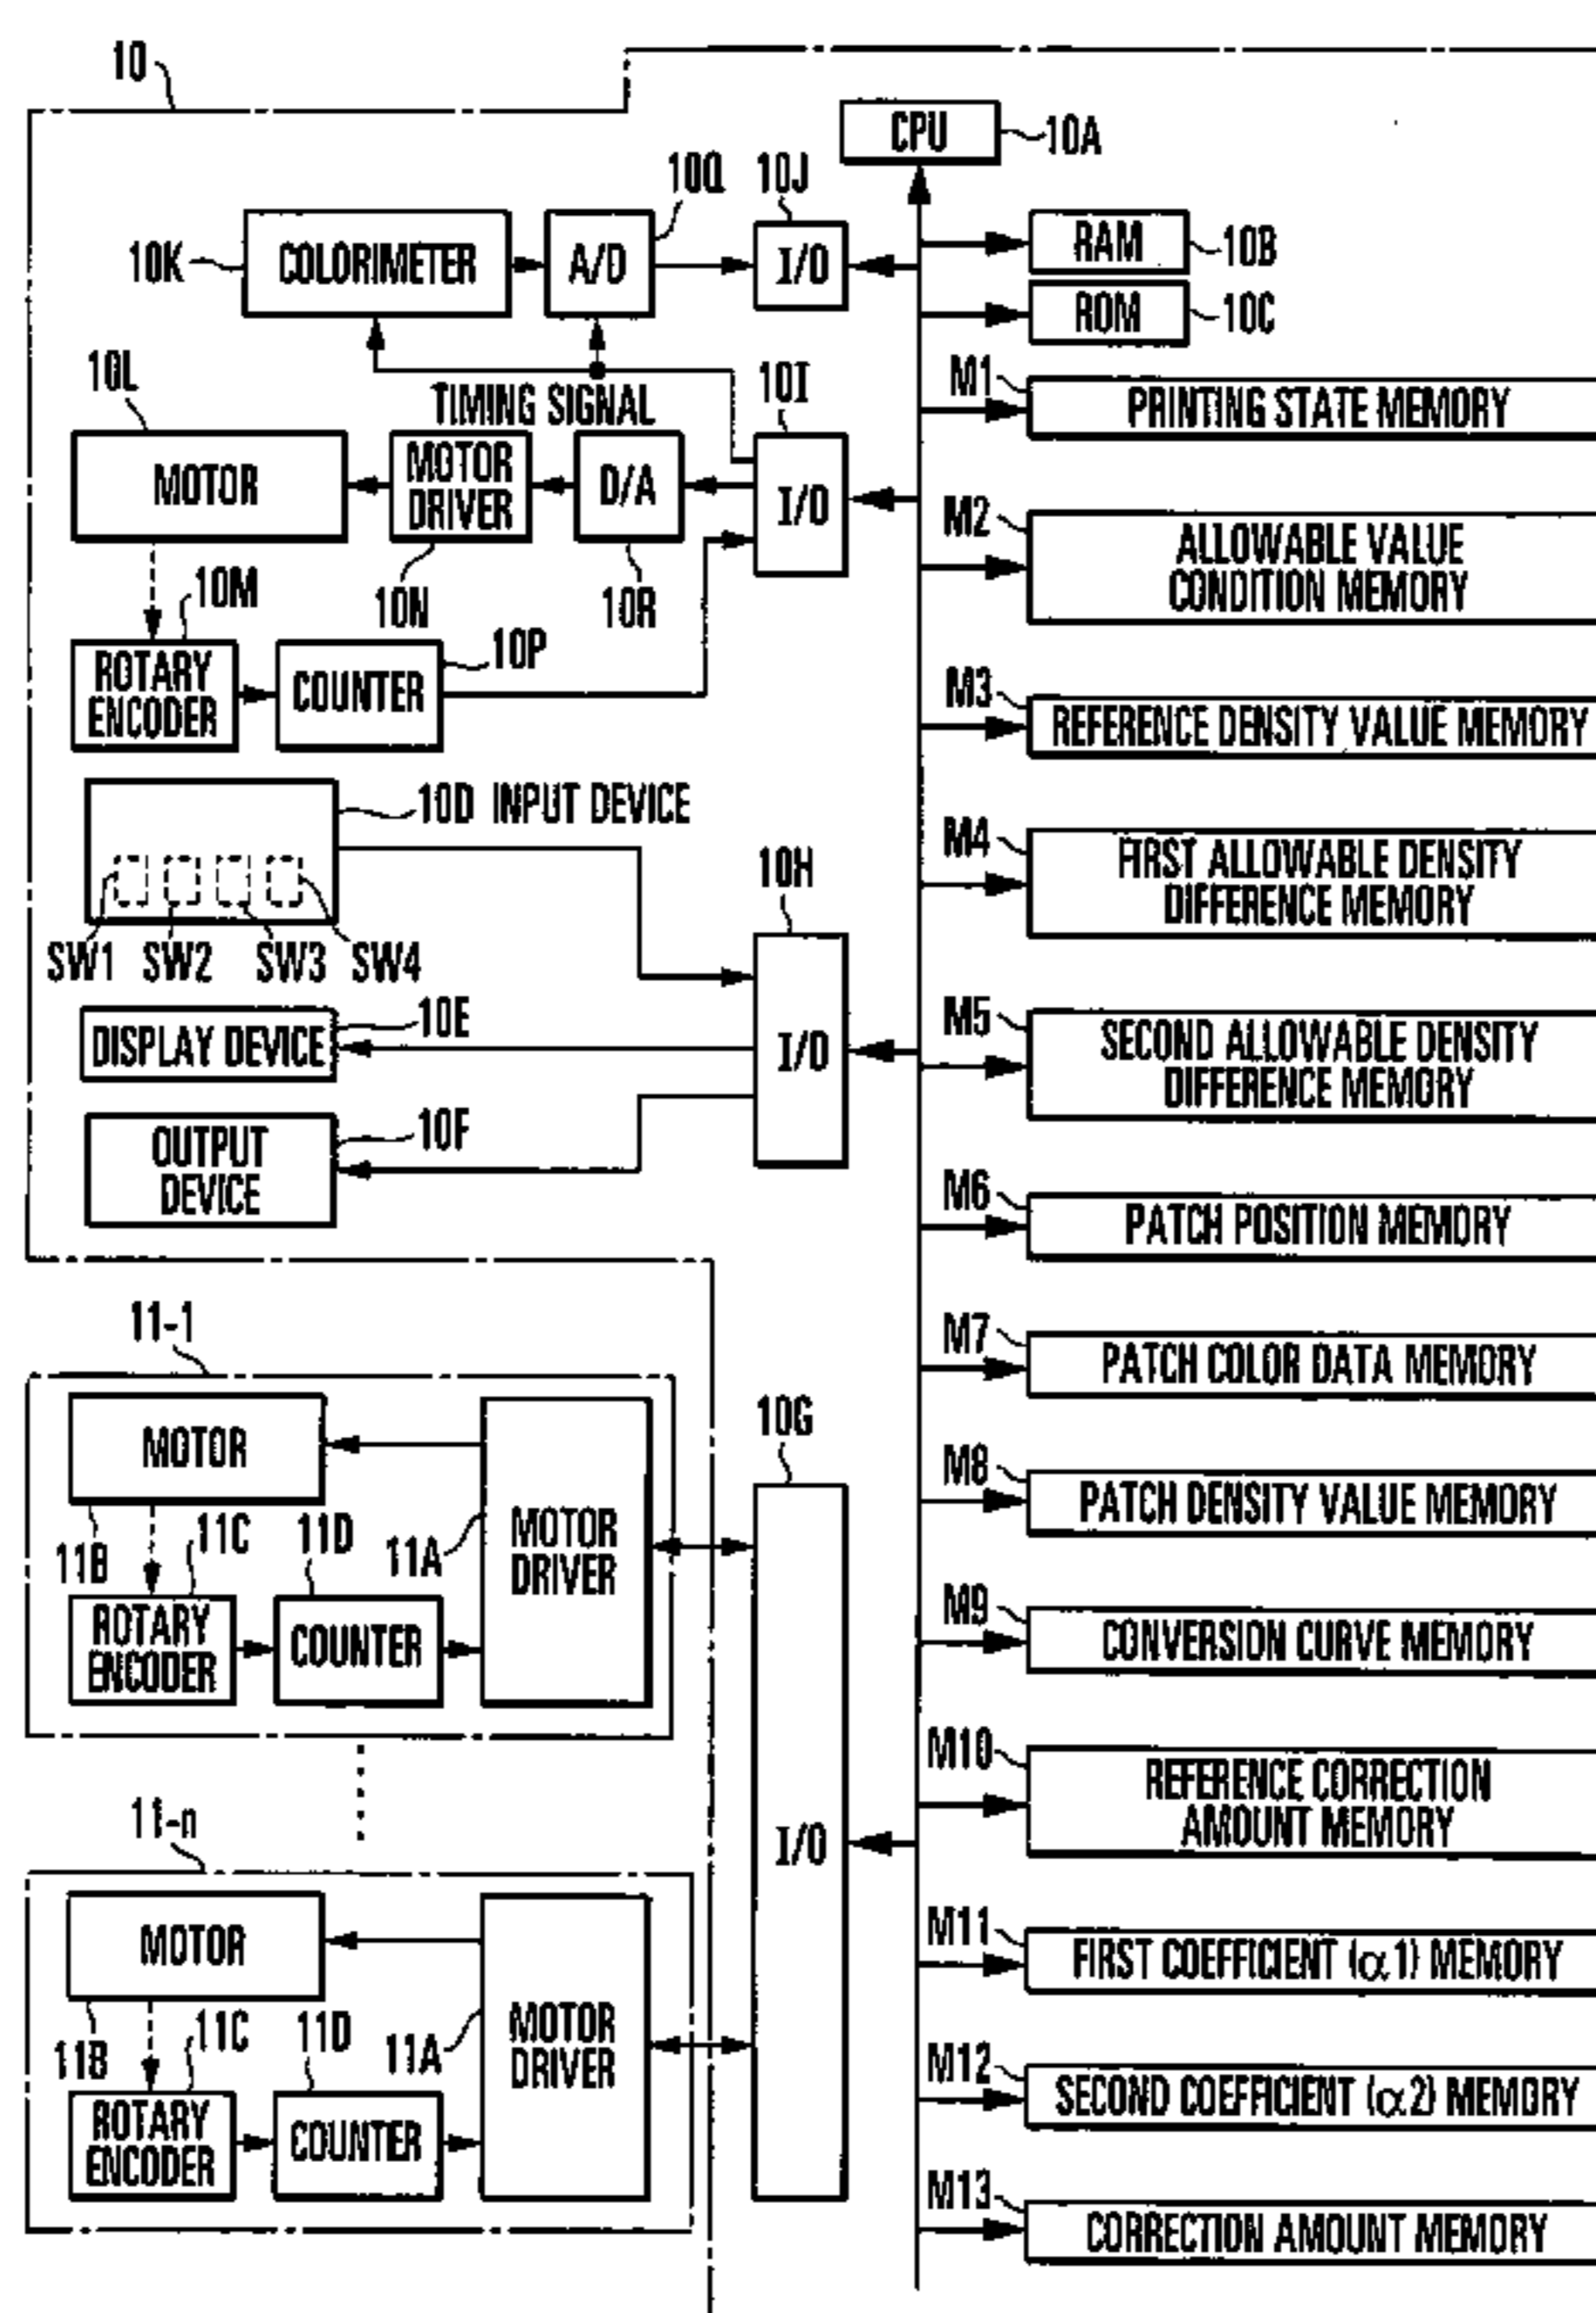 10
CPU
10A
10Q
10J
10K
COLORIMETER
A/D
I/O
RAM
10B
ROM
10C
10L
TIMING SIGNAL
10I
M1
PRINTING STATE MEMORY
MOTOR
MOTOR
DRIVER
D/A
I/O
M2
ALLOWABLE VALUE
CONDITION MEMORY
10M
10N
10R
10P
ROTARY
ENCODER
COUNTER
M3
REFERENCE DENSITY VALUE MEMORY
10D INPUT DEVICE
SW1 SW2 SW3 SW4
10H
M4
FIRST ALLOWABLE DENSITY
DIFFERENCE MEMORY
DISPLAY DEVICE
10E
I/O
M5
SECOND ALLOWABLE DENSITY
DIFFERENCE MEMORY
OUTPUT
DEVICE
10F
M6
PATCH POSITION MEMORY
11-1
M7
PATCH COLOR DATA MEMORY
MOTOR
10G
M8
PATCH DENSITY VALUE MEMORY
11B
11C
11D
11A
MOTOR
DRIVER
ROTARY
ENCODER
COUNTER
M9
CONVERSION CURVE MEMORY
M10
REFERENCE CORRECTION
AMOUNT MEMORY
11-n
I/O
MOTOR
M11
FIRST COEFFICIENT (α1) MEMORY
11B
11C
11D
11A
MOTOR
DRIVER
M12
SECOND COEFFICIENT (α2) MEMORY
ROTARY
ENCODER
COUNTER
M13
CORRECTION AMOUNT MEMORY